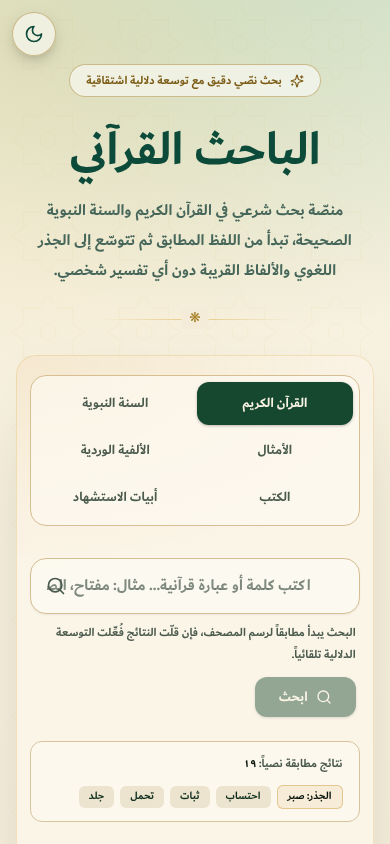 بحث نصّي دقيق مع توسعة دلالية اشتقاقية
الباحث القرآني
منصّة بحث شرعي في القرآن الكريم والسنة النبوية
الصحيحة، تبدأ من اللفظ المطابق ثم تتوسّع إلى الجذر
اللغوي والألفاظ القريبة دون أي تفسير شخصي.
القرآن الكريم
السنة النبوية
الأمثال
الألفية الوردية
الكتب
أبيات الاستشهاد
اكتب كلمة أو عبارة قرآنية... مثال: مفتاح،
البحث يبدأ مطابقاً لرسم المصحف، فإن قلّت النتائج فُعِّلت التوسعة
الدلالية تلقائياً.
ابحث
نتائج مطابقة نصياً: ١٩
الجذر: صبر
احتساب
ثبات
تحمل
جلد